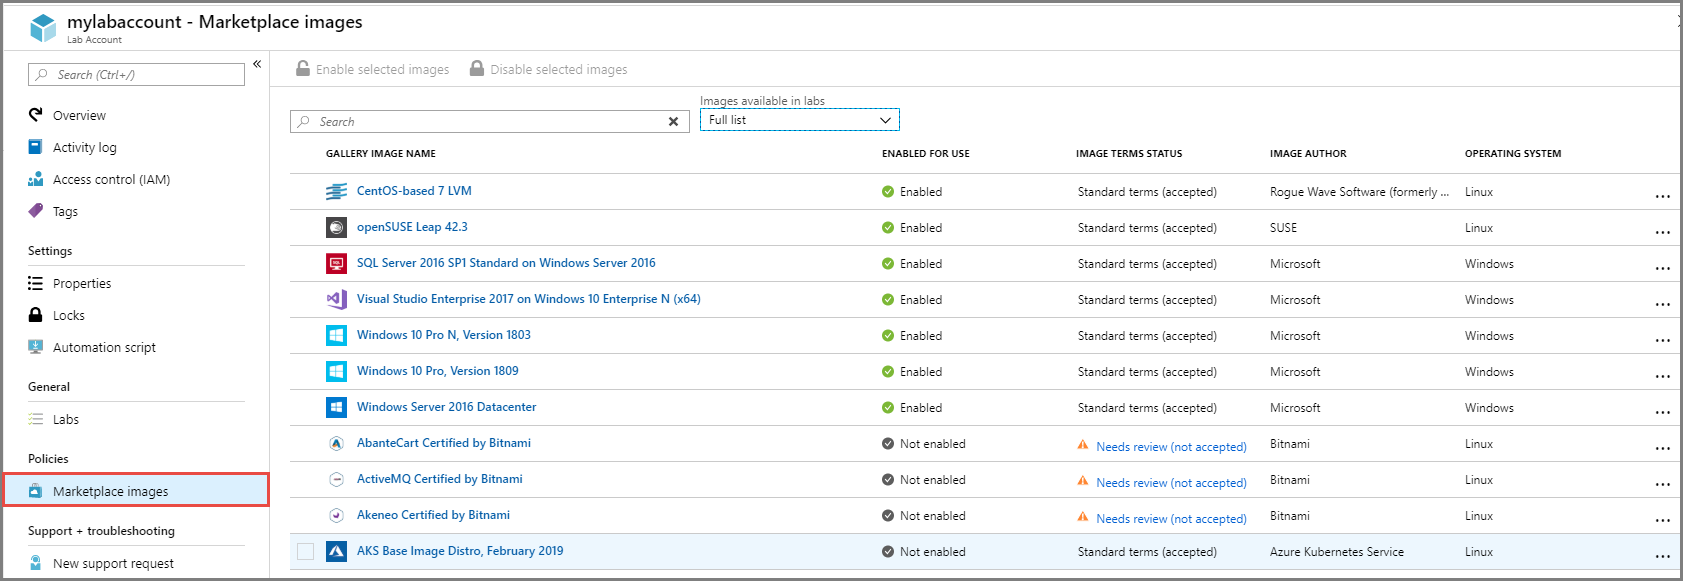 mylabaccount - Marketplace images
Lab Account
Search (Ctrl+/)
«
Overview
Activity log
Access control (IAM)
Tags
Settings
Properties
Locks
Automation script
General
Labs
Policies
Marketplace images
Support + troubleshooting
New support request
Enable selected images
Disable selected images
Search
Images available in labs
Full list
GALLERY IMAGE NAME ENABLED FOR USE IMAGE TERMS STATUS IMAGE AUTHOR OPERATING SYSTEM
CentOS-based 7 LVM Enabled Standard terms (accepted) Rogue Wave Software (formerly ... Linux ...
openSUSE Leap 42.3 Enabled Standard terms (accepted) SUSE Linux ...
SQL Server 2016 SP1 Standard on Windows Server 2016 Enabled Standard terms (accepted) Microsoft Windows ...
Visual Studio Enterprise 2017 on Windows 10 Enterprise N (x64) Enabled Standard terms (accepted) Microsoft Windows ...
Windows 10 Pro N, Version 1803 Enabled Standard terms (accepted) Microsoft Windows ...
Windows 10 Pro, Version 1809 Enabled Standard terms (accepted) Microsoft Windows ...
Windows Server 2016 Datacenter Enabled Standard terms (accepted) Microsoft Windows ...
AbanteCart Certified by Bitnami Not enabled Needs review (not accepted) Bitnami Linux ...
ActiveMQ Certified by Bitnami Not enabled Needs review (not accepted) Bitnami Linux ...
Akeneo Certified by Bitnami Not enabled Needs review (not accepted) Bitnami Linux ...
AKS Base Image Distro, February 2019 Not enabled Standard terms (accepted) Azure Kubernetes Service Linux ...